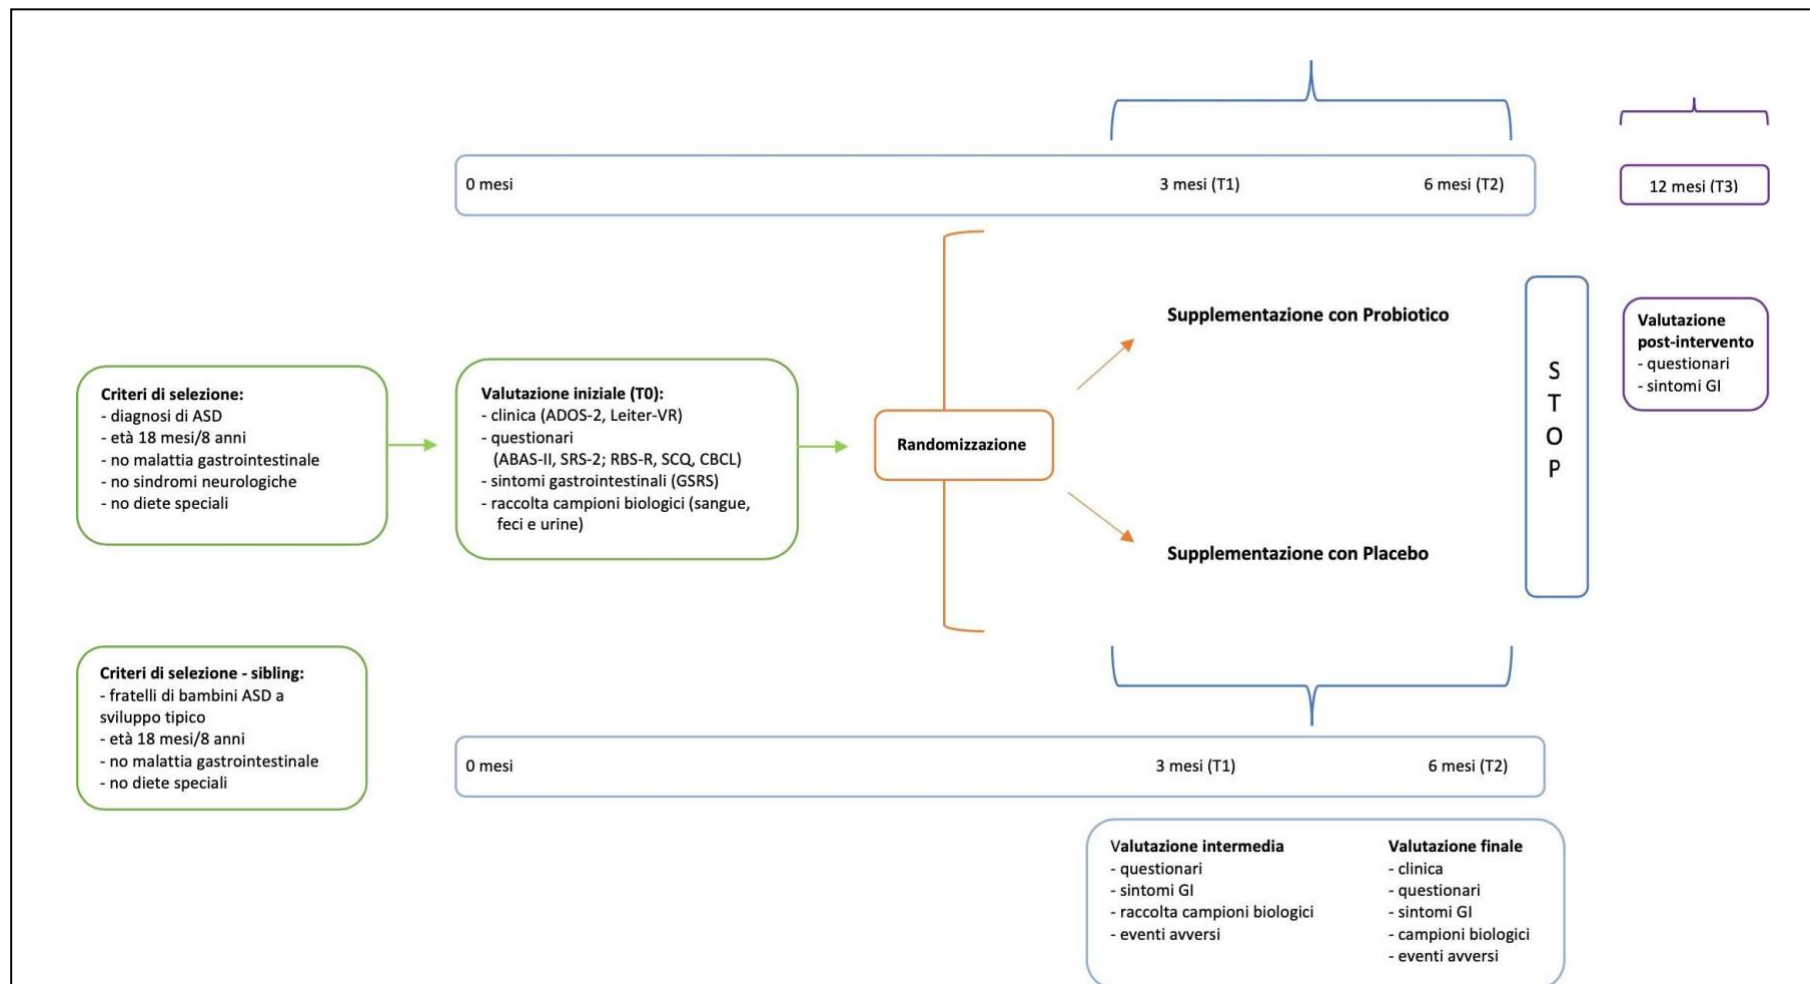 0 mesi
3 mesi (T1)
6 mesi (T2)
12 mesi (T3)
Criteri di selezione:
- diagnosi di ASD
- età 18 mesi/8 anni
- no malattia gastrointestinale
- no sindromi neurologiche
- no diete speciali
Valutazione iniziale (T0):
- clinica (ADOS-2, Leiter-VR)
- questionari
(ABAS-II, SRS-2; RBS-R, SCQ, CBCL)
- sintomi gastrointestinali (GSRS)
- raccolta campioni biologici (sangue,
feci e urine)
Randomizzazione
Supplementazione con Probiotico
Supplementazione con Placebo
S
T
O
P
Valutazione
post-intervento
- questionari
- sintomi GI
Criteri di selezione - sibling:
- fratelli di bambini ASD a
sviluppo tipico
- età 18 mesi/8 anni
- no malattia gastrointestinale
- no diete speciali
0 mesi
3 mesi (T1)
6 mesi (T2)
Valutazione intermedia
- questionari
- sintomi GI
- raccolta campioni biologici
- eventi avversi
Valutazione finale
- clinica
- questionari
- sintomi GI
- campioni biologici
- eventi avversi